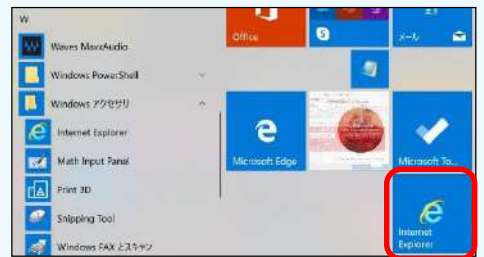 W
Waves MaxxAudio
Windows PowerShell
Windows アクセサリ
Internet Explorer
Math Input Panel
Print 3D
Snipping Tool
Windows FAX とスキャン
Office
S
メール
Microsoft Edge
Microsoft To...
Internet
Explorer